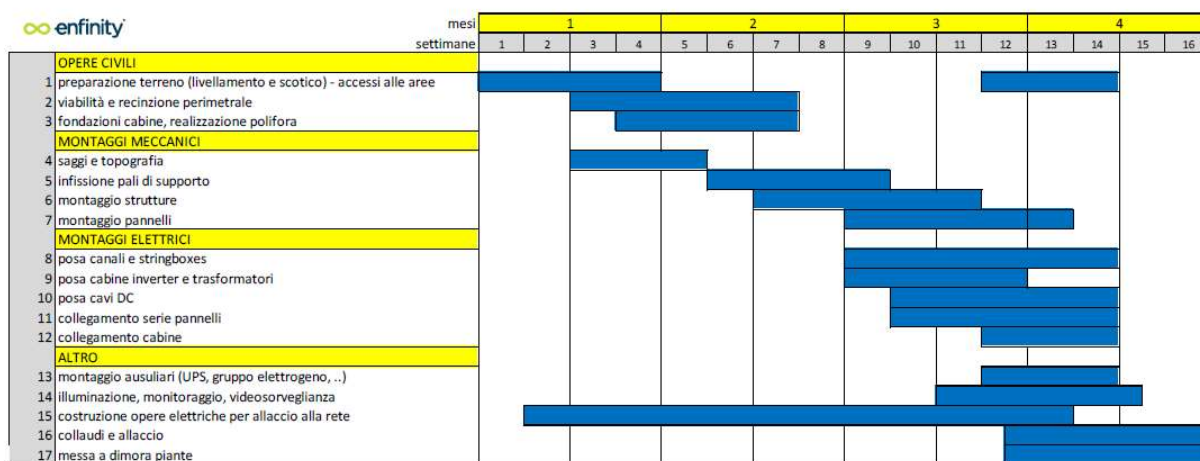 enfinity
mesi 1 2 3 4
settimane 1 2 3 4 5 6 7 8 9 10 11 12 13 14 15 16
OPERE CIVILI
1 preparazione terreno (livellamento e scotico) - accessi alle aree
2 viabilità e recinzione perimetrale
3 fondazioni cabine, realizzazione polifora
MONTAGGI MECCANICI
4 saggi e topografia
5 infissione pali di supporto
6 montaggio strutture
7 montaggio pannelli
MONTAGGI ELETTRICI
8 posa canali e stringboxes
9 posa cabine inverter e trasformatori
10 posa cavi DC
11 collegamento serie pannelli
12 collegamento cabine
ALTRO
13 montaggio ausuliari (UPS, gruppo elettrogeno, ..)
14 illuminazione, monitoraggio, videosorveglianza
15 costruzione opere elettriche per allaccio alla rete
16 collaudi e allaccio
17 messa a dimora piante